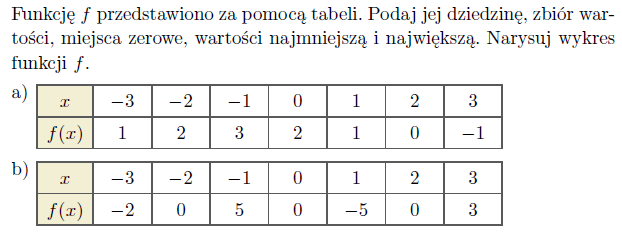 Funkcję f przedstawiono za pomocą tabeli. Podaj jej dziedzinę, zbiór war-
tości, miejsca zerowe, wartości najmniejszą i największą. Narysuj wykres
funkcji f.
a) x −3 −2 −1 0 1 2 3
f(x) 1 2 3 2 1 0 −1
b) x −3 −2 −1 0 1 2 3
f(x) −2 0 5 0 −5 0 3